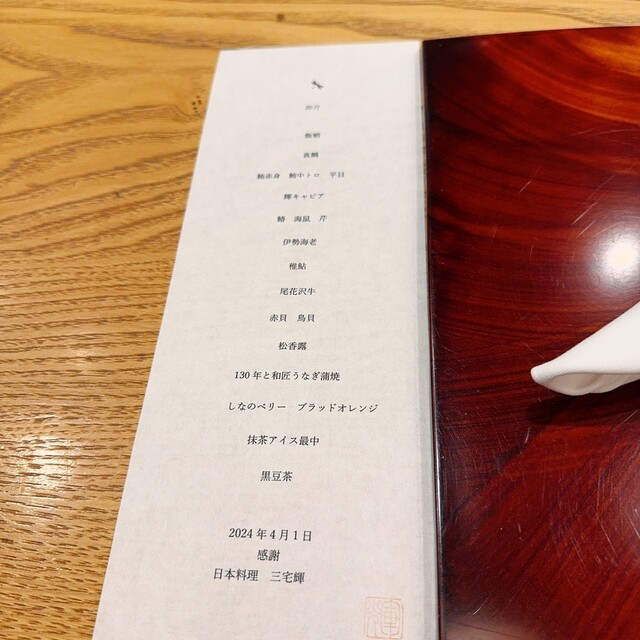 卯月
飯蛸
真鯛
鮪赤身　鮪中トロ　平目
輝キャビア
鰆　海鼠　芹
伊勢海老
稚鮎
尾花沢牛
赤貝　鳥貝
松香露
130年と和匠うなぎ蒲焼
しなのベリー　ブラッドオレンジ
抹茶アイス最中
黒豆茶
2024年4月1日
感謝
日本料理　三宅輝
輝